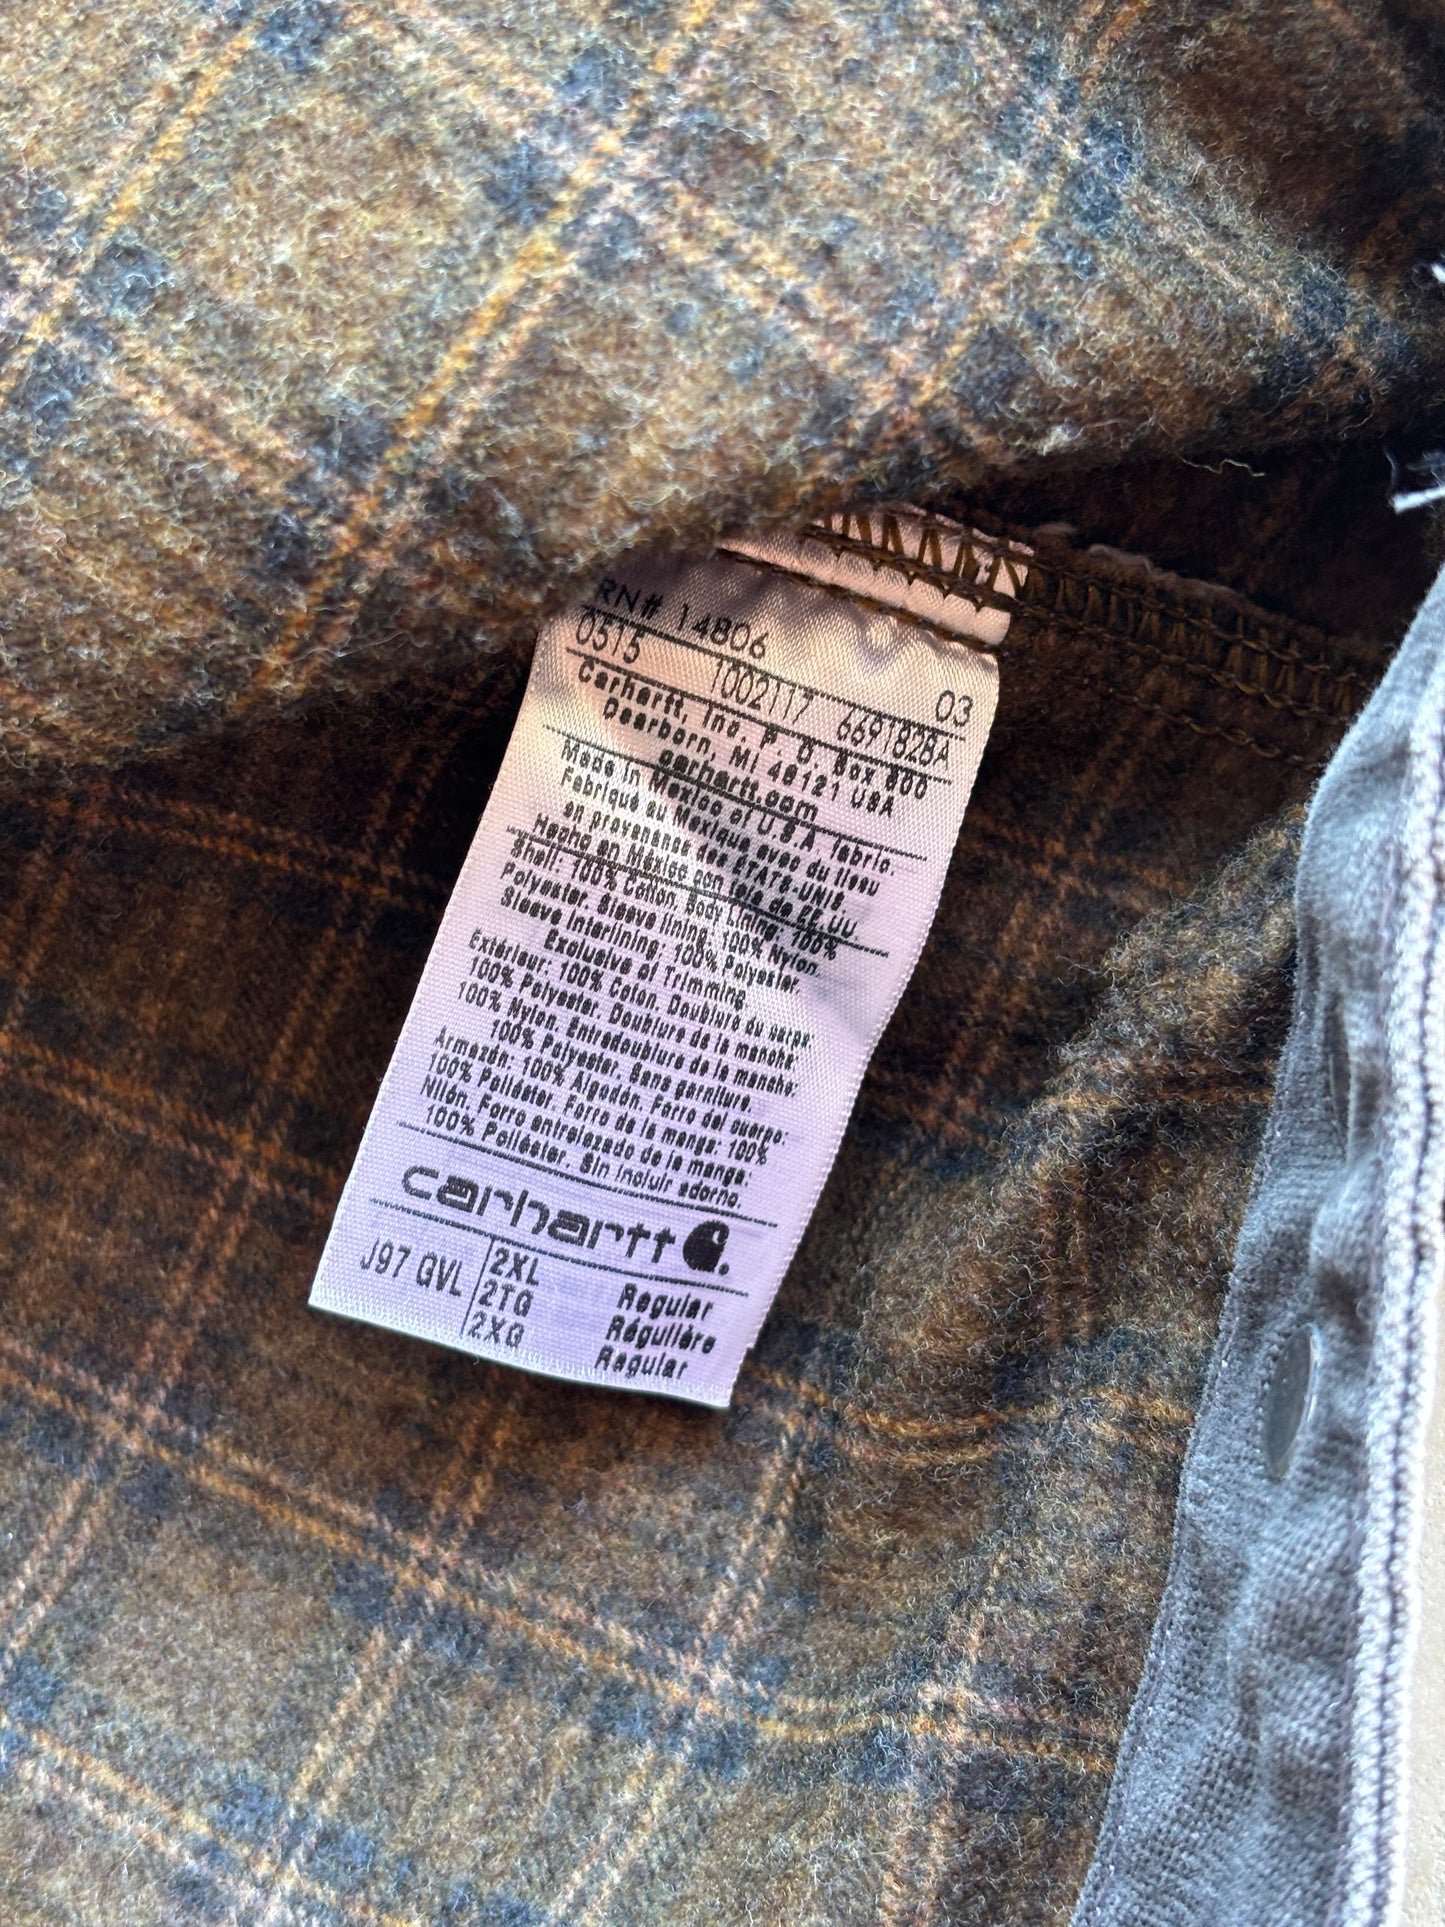 RN# 14806
0515 1002117 03
6691828A
Carhartt, Inc. P. O. Box 600
Dearborn, MI 48121 USA
carhartt.com
Made in Mexico of U.S.A. fabric.
Fabriqué au Mexique avec du tissu
en provenance des ÉTATS-UNIS
Hecho en México con tela de EE.UU.
Shell: 100% Cotton. Body Lining: 100%
Polyester. Sleeve lining: 100% Nylon.
Sleeve Interlining: 100% Polyester.
Exclusive of Trimming
Extérieur: 100% Coton. Doublure du corps:
100% Polyester. Doublure de la manche:
100% Nylon. Entredoublure de la manche:
100% Polyester. Sans garniture.
Armazón: 100% Algodón. Forro del cuerpo:
100% Poliéster. Forro de la manga: 100%
Nilón. Forro entrelazado de la manga:
100% Poliéster. Sin incluir adorno.
carhartt
J97 GVL 2XL Regular
2TG Régulière
2XG Regular